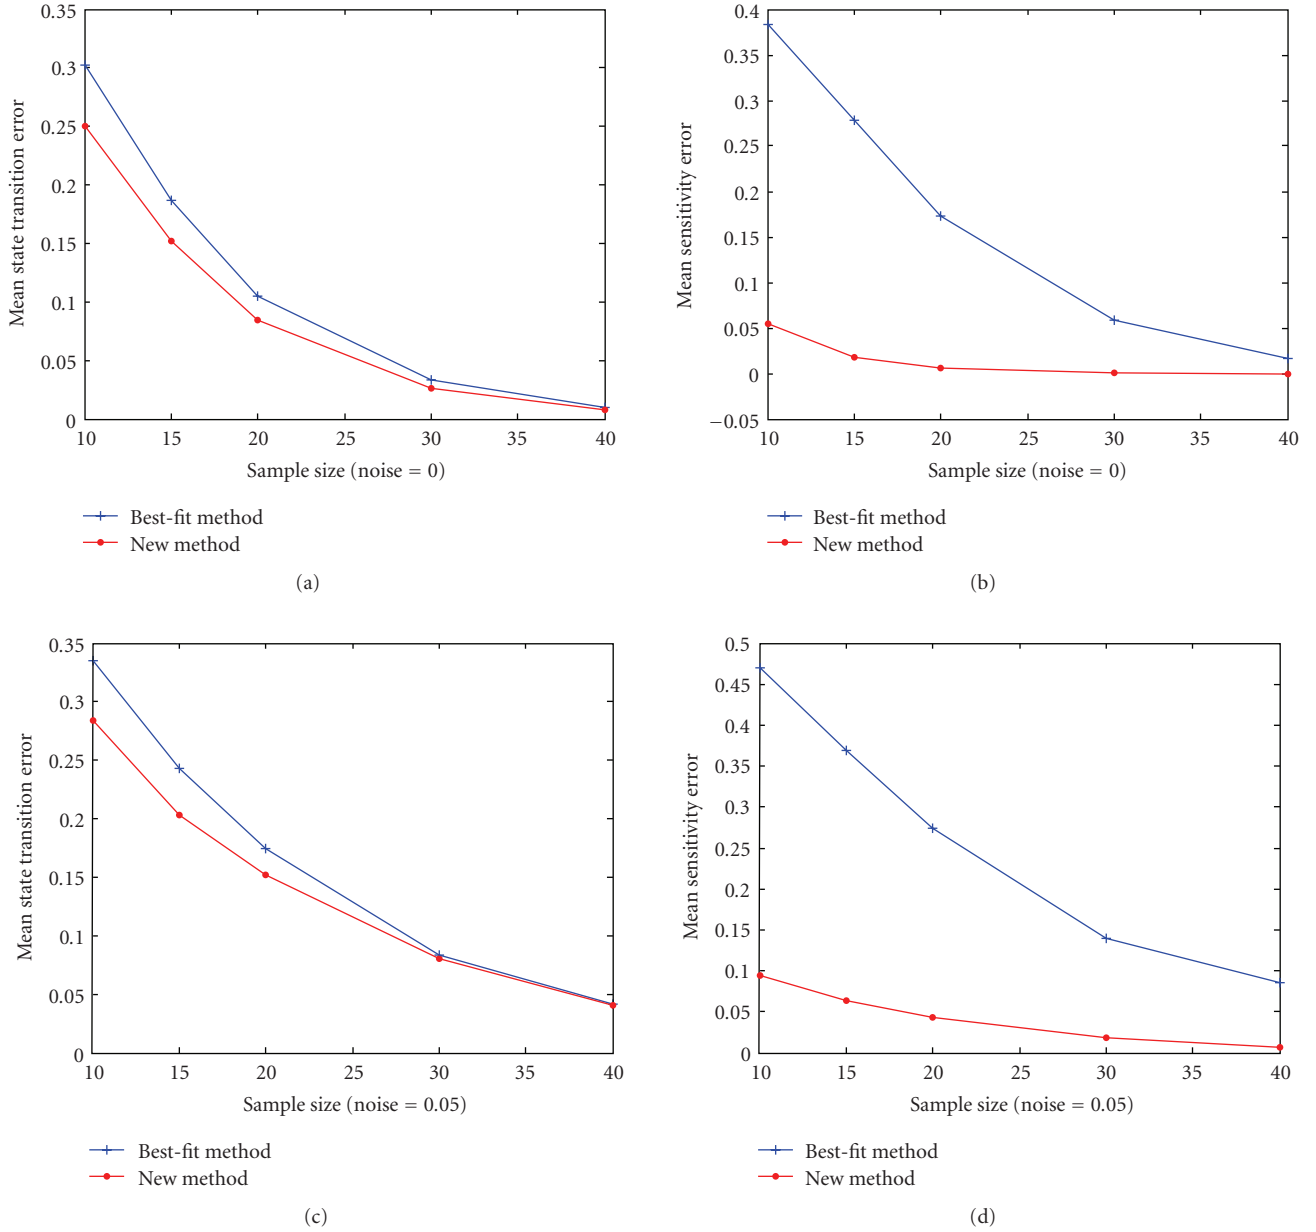 0.35
0.3
0.25
0.2
0.15
0.1
0.05
0
Mean state transition error
10 15 20 25 30 35 40
Sample size (noise = 0)
Best-fit method
New method
(a)
0.4
0.35
0.3
0.25
0.2
0.15
0.1
0.05
0
−0.05
Mean sensitivity error
10 15 20 25 30 35 40
Sample size (noise = 0)
Best-fit method
New method
(b)
0.35
0.3
0.25
0.2
0.15
0.1
0.05
0
Mean state transition error
10 15 20 25 30 35 40
Sample size (noise = 0.05)
Best-fit method
New method
(c)
0.5
0.45
0.4
0.35
0.3
0.25
0.2
0.15
0.1
0.05
0
Mean sensitivity error
10 15 20 25 30 35 40
Sample size (noise = 0.05)
Best-fit method
New method
(d)